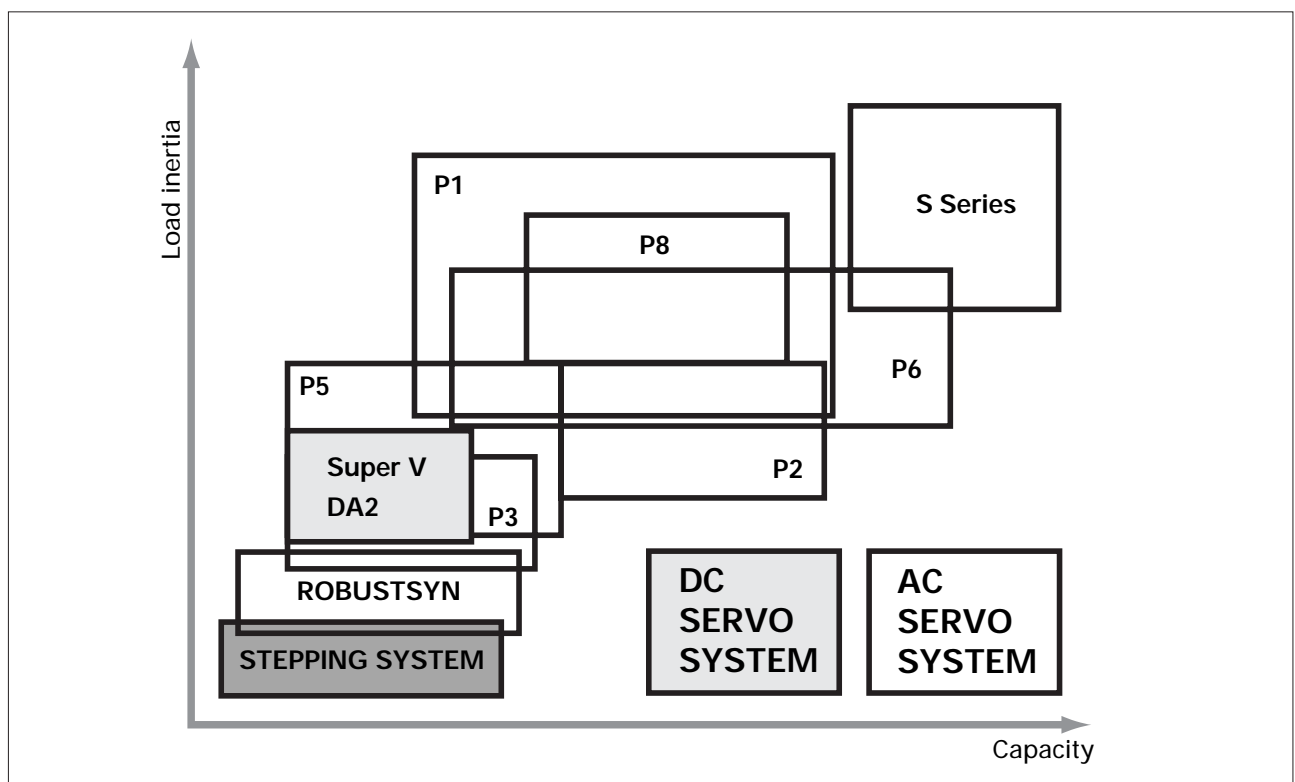 Load inertia
P1
S Series
P8
P6
P5
Super V
DA2
P2
P3
ROBUSTSYN
STEPPING SYSTEM
DC
SERVO
SYSTEM
AC
SERVO
SYSTEM
Capacity